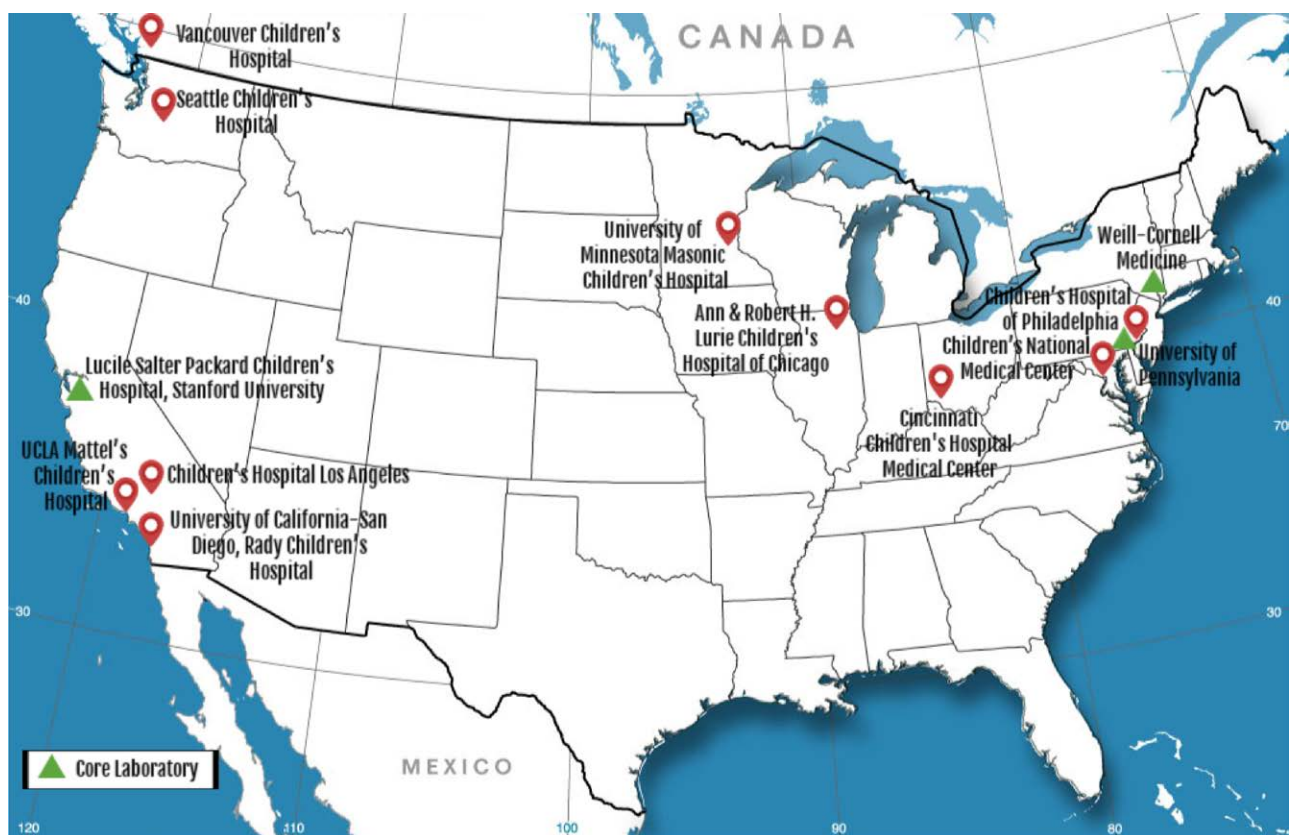 CANADA
Vancouver Children's
Hospital
Seattle Children's
Hospital
University of
Minnesota Masonic
Children's Hospital
Weill-Cornell
Medicine
Ann & Robert H.
Lurie Children's
Hospital of Chicago
Children's Hospital
of Philadelphia
Children's National
Medical Center
University of
Pennsylvania
40
40
Lucile Salter Packard Children's
Hospital, Stanford University
Cincinnati
Children's Hospital
Medical Center
70
UCLA Mattel's
Children's
Hospital
Children's Hospital Los Angeles
University of California-San
Diego, Rady Children's
Hospital
30
30
MEXICO
Core Laboratory
120
110
100
90
80